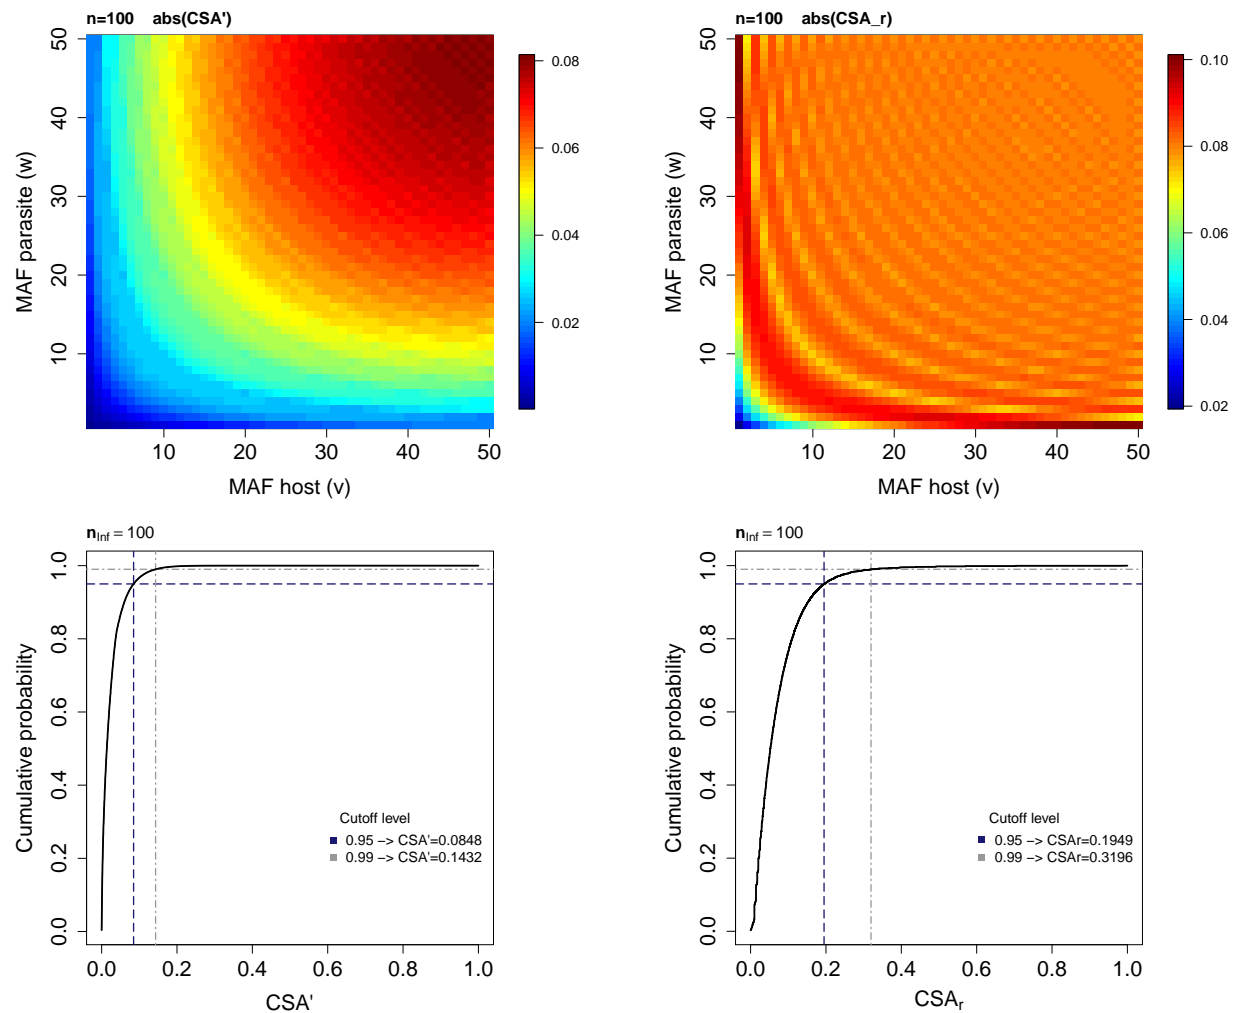 n=100 abs(CSA')
50
40
30
20
10
MAF parasite (w)
10 20 30 40 50
MAF host (v)
0.08
0.06
0.04
0.02
n=100 abs(CSA_r)
50
40
30
20
10
MAF parasite (w)
10 20 30 40 50
MAF host (v)
0.10
0.08
0.06
0.04
0.02
nInf = 100
1.0
0.8
0.6
0.4
0.2
0.0
Cumulative probability
Cutoff level
0.95 −> CSA'=0.0848
0.99 −> CSA'=0.1432
0.0 0.2 0.4 0.6 0.8 1.0
CSA'
nInf = 100
1.0
0.8
0.6
0.4
0.2
0.0
Cumulative probability
Cutoff level
0.95 −> CSAr=0.1949
0.99 −> CSAr=0.3196
0.0 0.2 0.4 0.6 0.8 1.0
CSAr